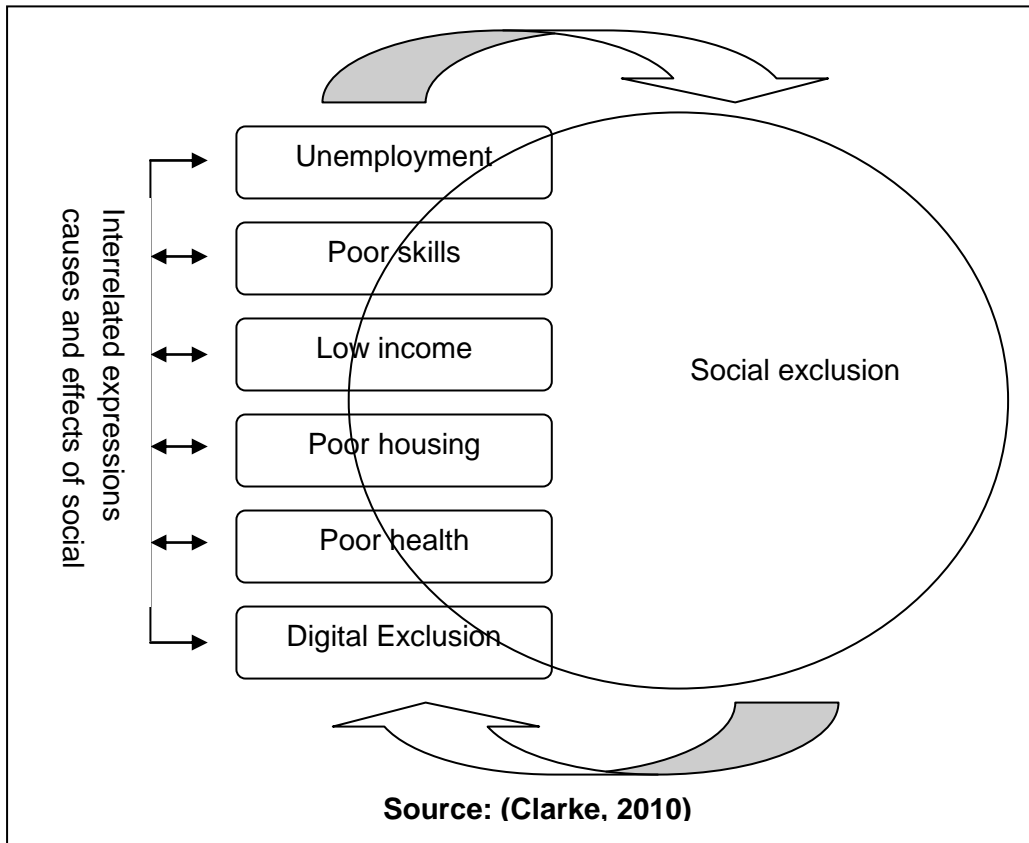 Interrelated expressions
causes and effects of social
Unemployment
Poor skills
Low income
Poor housing
Poor health
Digital Exclusion
Social exclusion
Source: (Clarke, 2010)